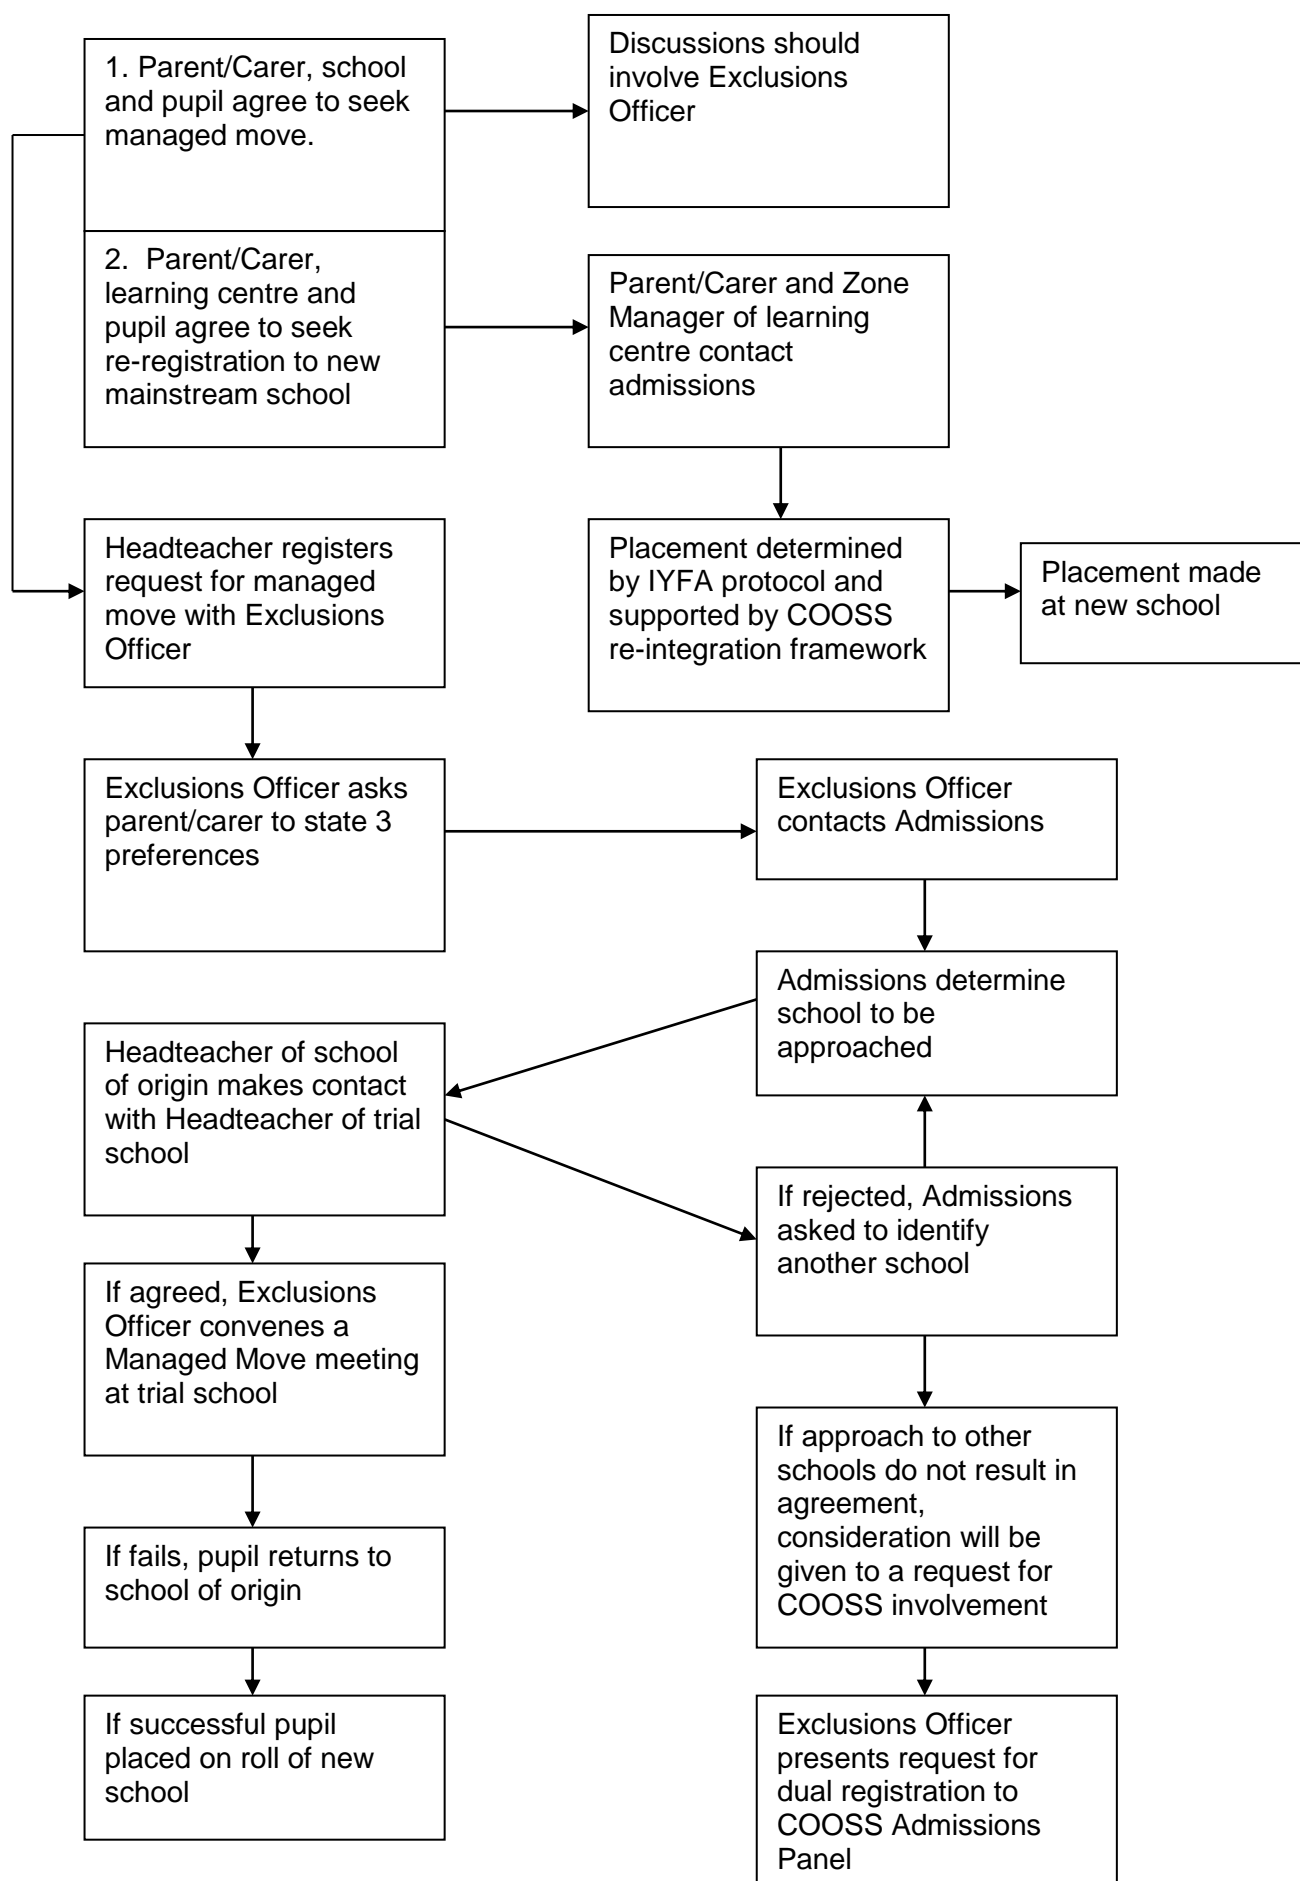 1. Parent/Carer, school
and pupil agree to seek
managed move.
Discussions should
involve Exclusions
Officer
2.  Parent/Carer,
learning centre and
pupil agree to seek
re-registration to new
mainstream school
Parent/Carer and Zone
Manager of learning
centre contact
admissions
Headteacher registers
request for managed
move with Exclusions
Officer
Placement determined
by IYFA protocol and
supported by COOSS
re-integration framework
Placement made
at new school
Exclusions Officer asks
parent/carer to state 3
preferences
Exclusions Officer
contacts Admissions
Admissions determine
school to be
approached
Headteacher of school
of origin makes contact
with Headteacher of trial
school
If rejected, Admissions
asked to identify
another school
If agreed, Exclusions
Officer convenes a
Managed Move meeting
at trial school
If approach to other
schools do not result in
agreement,
consideration will be
given to a request for
COOSS involvement
If fails, pupil returns to
school of origin
If successful pupil
placed on roll of new
school
Exclusions Officer
presents request for
dual registration to
COOSS Admissions
Panel